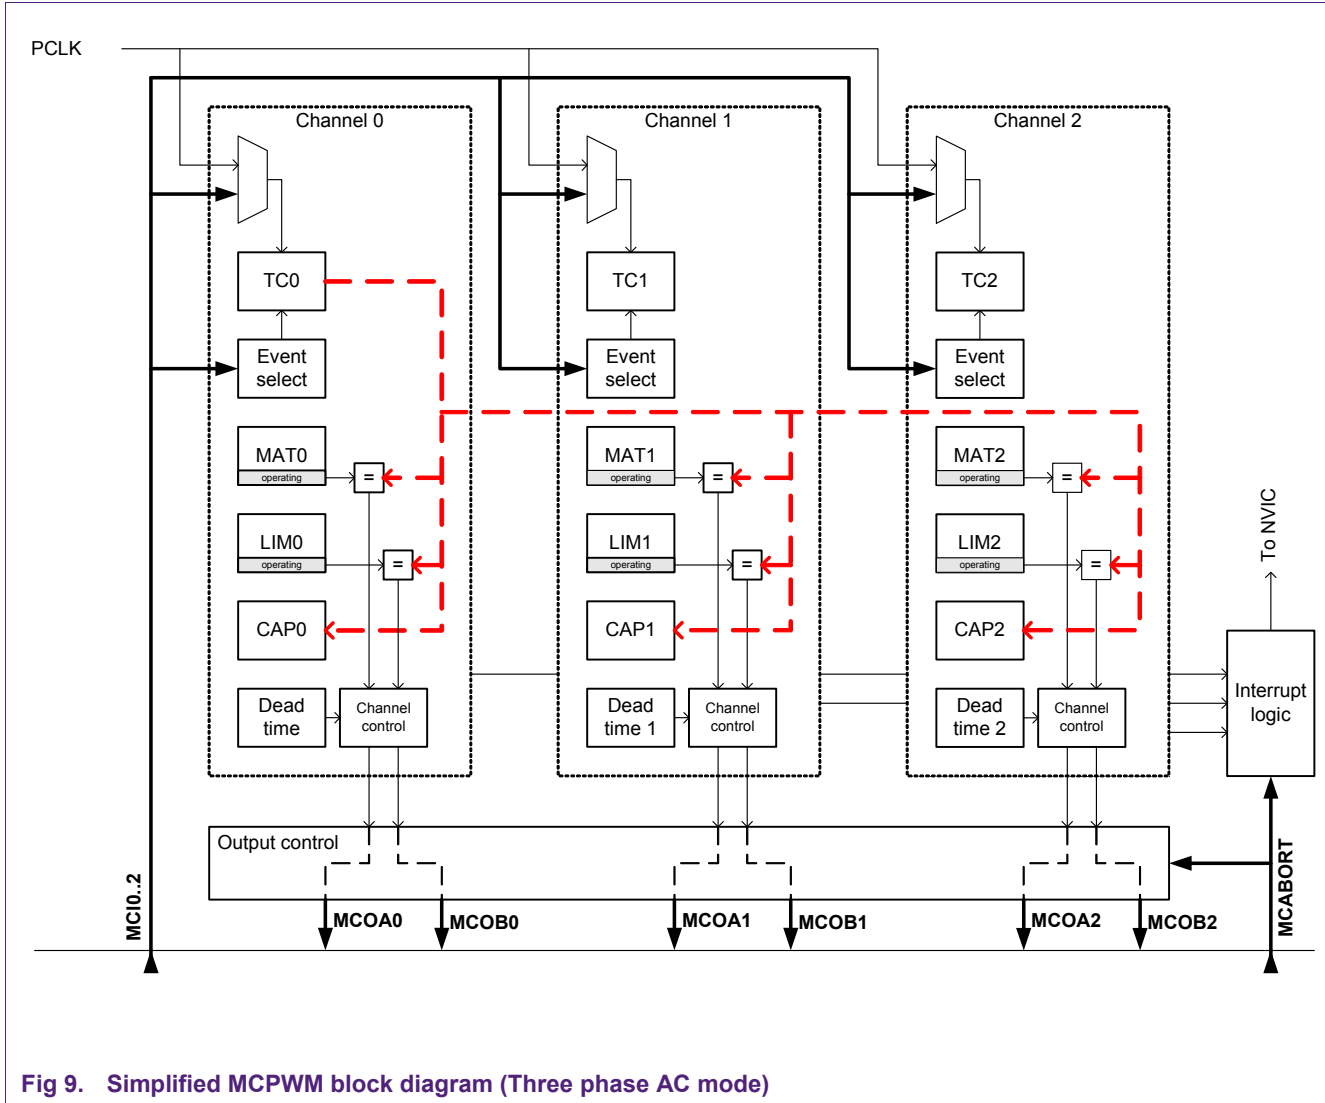 PCLK
Channel 0
Channel 1
Channel 2
TC0
TC1
TC2
Event
select
Event
select
Event
select
MAT0
operating
=
MAT1
operating
=
MAT2
operating
=
LIM0
operating
=
LIM1
operating
=
LIM2
operating
=
To NVIC
CAP0
CAP1
CAP2
Dead
time
Channel
control
Dead
time 1
Channel
control
Dead
time 2
Channel
control
Interrupt
logic
Output control
MCI0..2
MCOA0
MCOB0
MCOA1
MCOB1
MCOA2
MCOB2
MCABORT
Fig 9. Simplified MCPWM block diagram (Three phase AC mode)